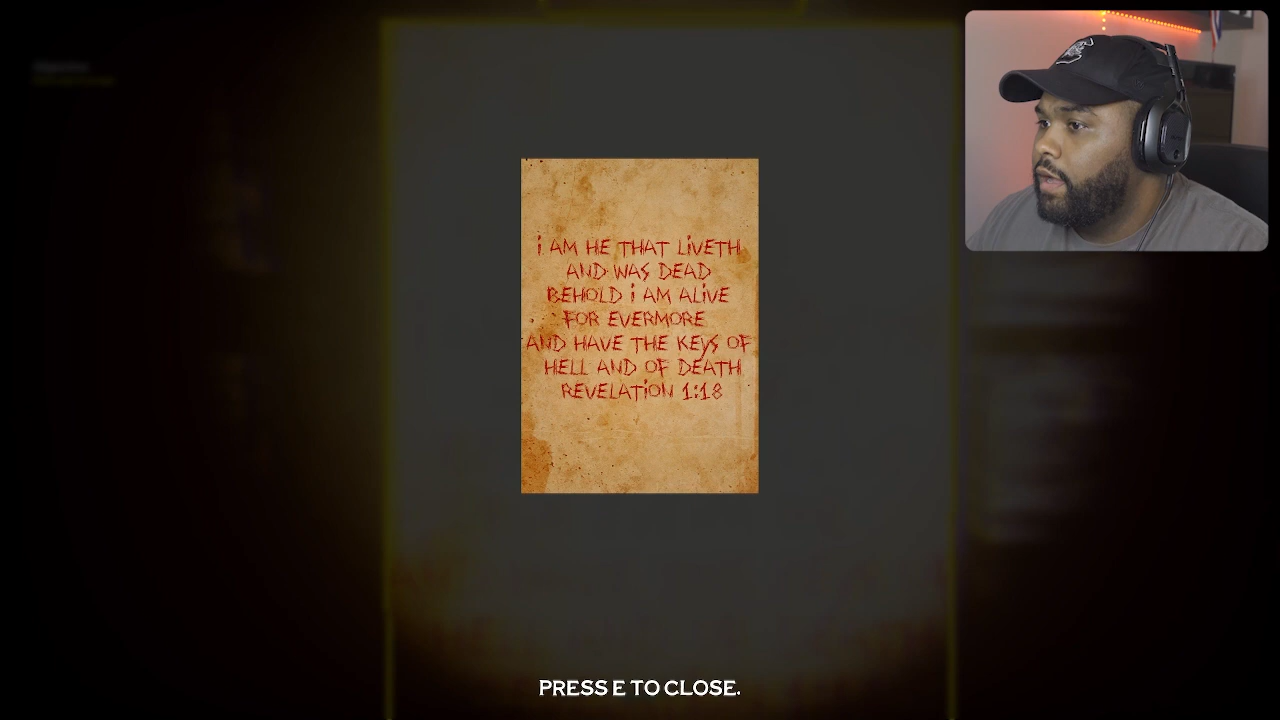 i AM HE THAT LiVETH
AND WAS DEAD
BEHOLD i AM ALiVE
FOR EVERMORE
AND HAVE THE KEYS OF
HELL AND OF DEATH
REVELATiON 1:18
PRESS E TO CLOSE.